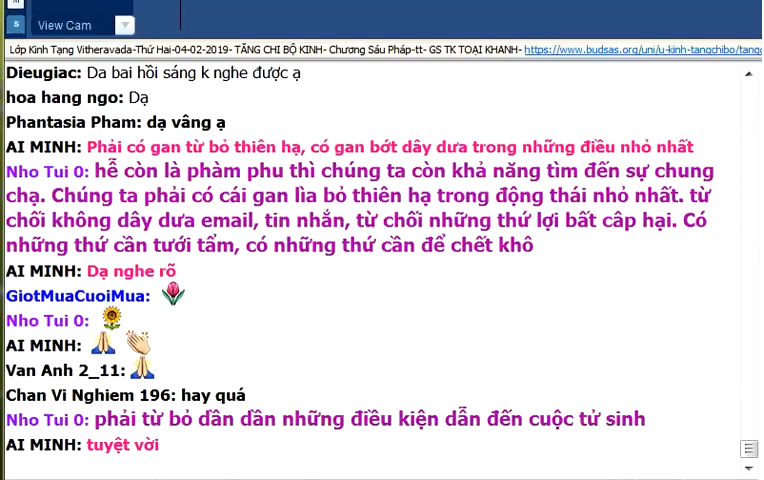 M
S View Cam
Lớp Kinh Tạng Vitheravada-Thứ Hai-04-02-2019- TĂNG CHI BỘ KINH- Chương Sáu Pháp-tt- GS TK TOẠI KHANH- https://www.budsas.org/uni/u-kinh-tangchibo/tang
Dieugiac: Da bai hồi sáng k nghe được ạ
hoa hang ngo: Dạ
Phantasia Pham: dạ vâng ạ
AI MINH: Phải có gan từ bỏ thiên hạ, có gan bớt dây dưa trong những điều nhỏ nhất
Nho Tui 0: hễ còn là phàm phu thì chúng ta còn khả năng tìm đến sự chung
chạ. Chúng ta phải có cái gan lìa bỏ thiên hạ trong động thái nhỏ nhất. từ
chối không dây dưa email, tin nhắn, từ chối những thứ lợi bất câp hại. Có
những thứ cần tưới tẩm, có những thứ cần để chết khô
AI MINH: Dạ nghe rõ
GiotMuaCuoiMua:
Nho Tui 0:
AI MINH:
Van Anh 2_11:
Chan Vi Nghiem 196: hay quá
Nho Tui 0: phải từ bỏ dần dần những điều kiện dẫn đến cuộc tử sinh
AI MINH: tuyệt vời